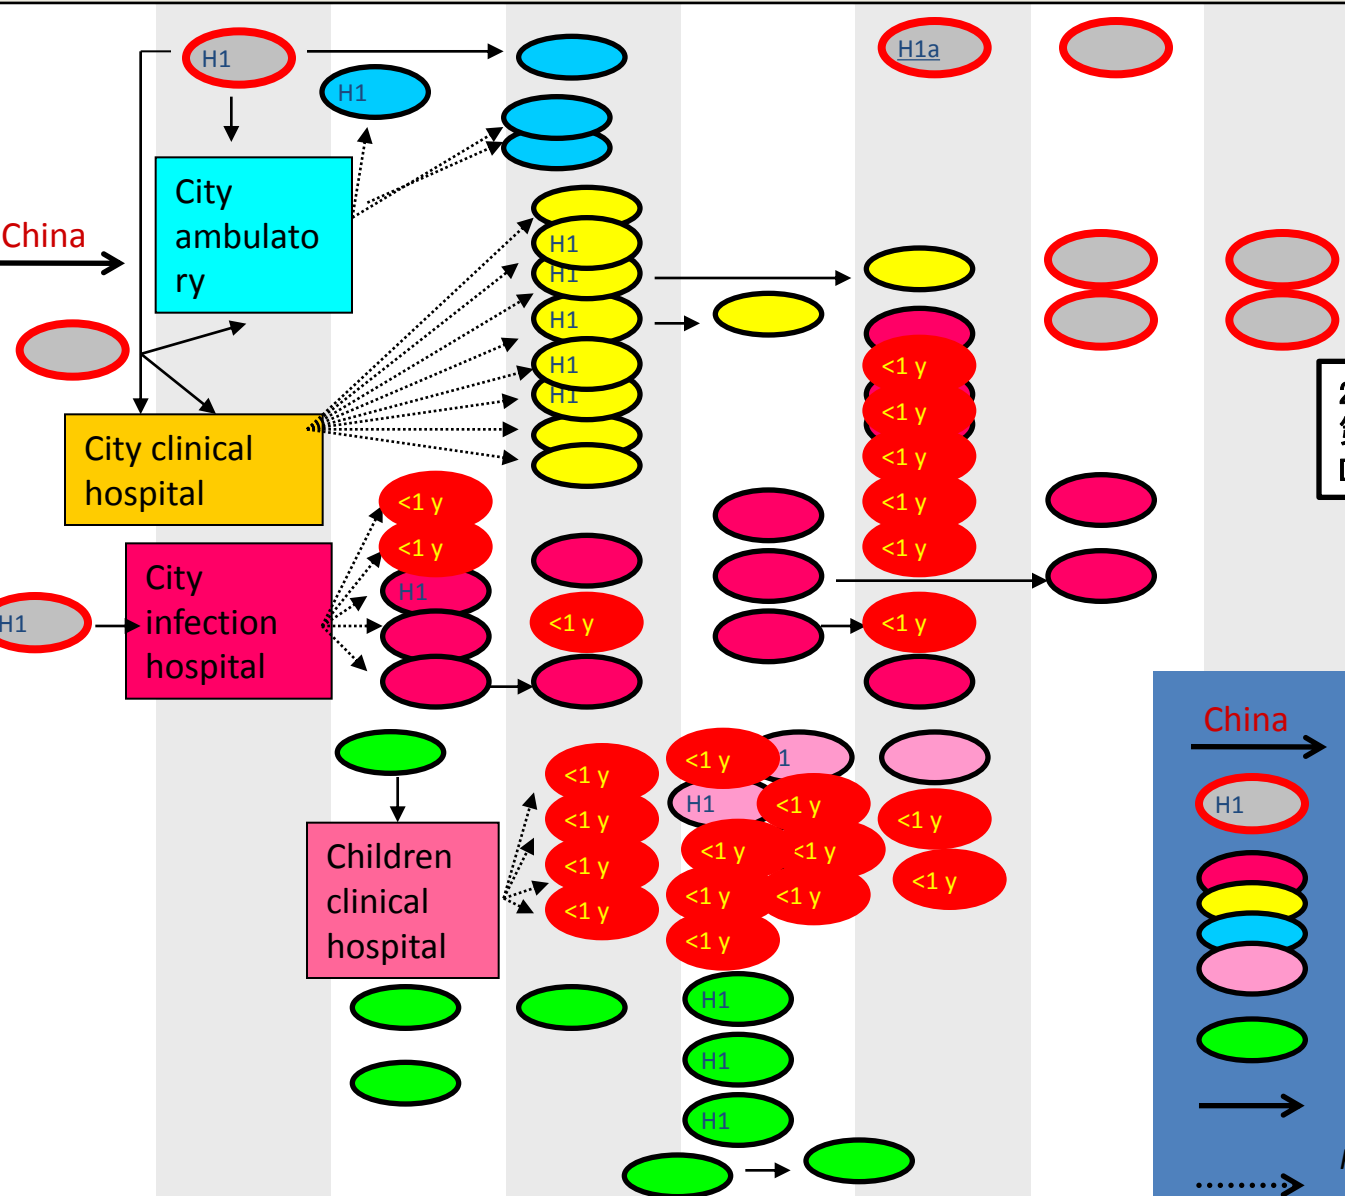 H1
H1a
H1
City
ambulato
ry
China
H1
H1
H1
H1
H1
<1 y
<1 y
<1 y
<1 y
<1 y
City clinical
hospital
<1 y
<1 y
H1
City
infection
hospital
H1
<1 y
<1 y
China
H1
<1 y
<1 y
<1 y
<1 y
<1 y
1
H1
<1 y
<1 y
<1 y
<1 y
<1 y
<1 y
<1 y
<1 y
Children
clinical
hospital
H1
H1
H1